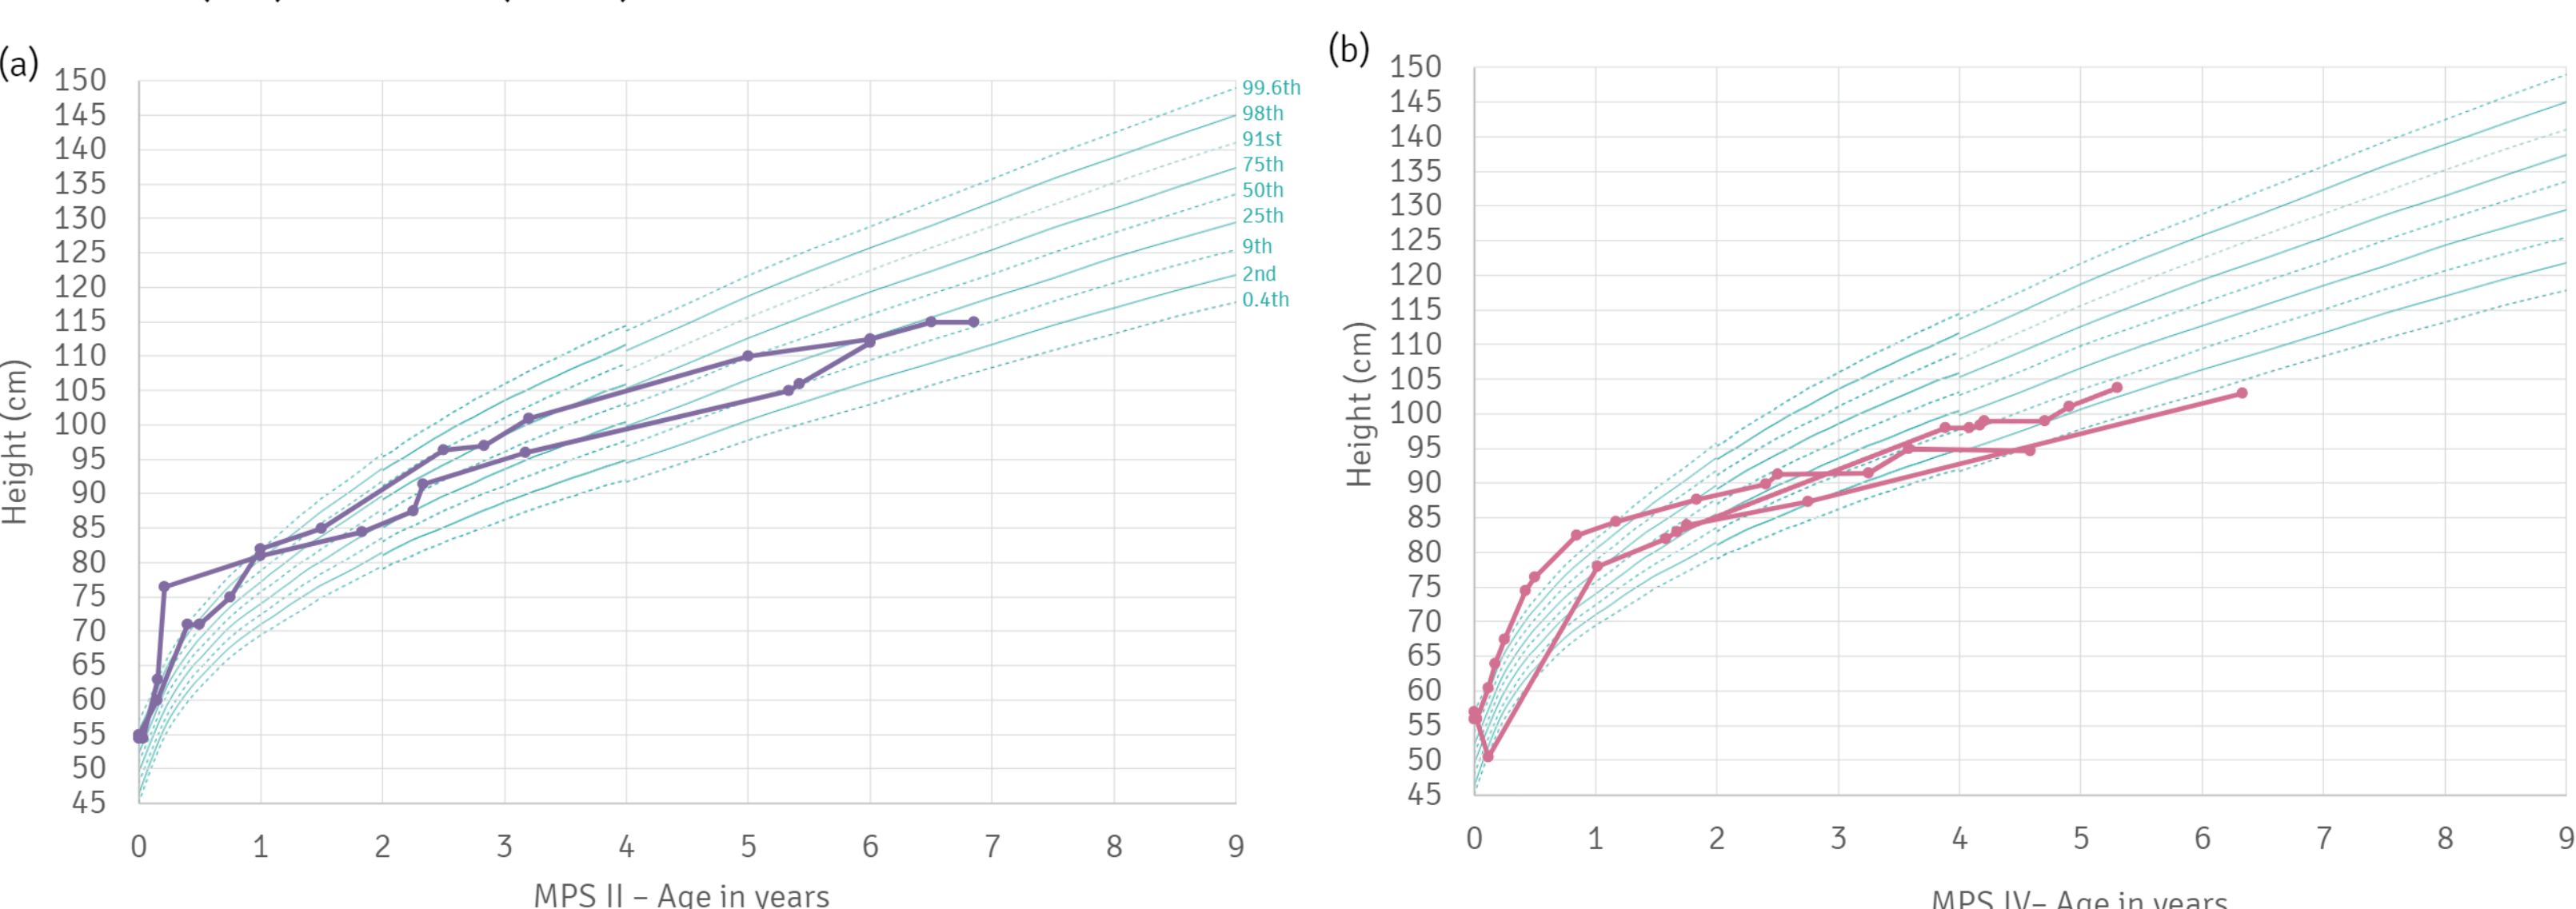 (a)
150
145
140
135
130
125
120
115
110
105
100
95
90
85
80
75
70
65
60
55
50
45
Height (cm)
0 1 2 3 4 5 6 7 8 9
MPS II – Age in years
99.6th
98th
91st
75th
50th
25th
9th
2nd
0.4th
(b)
150
145
140
135
130
125
120
115
110
105
100
95
90
85
80
75
70
65
60
55
50
45
Height (cm)
0 1 2 3 4 5 6 7 8 9
MPS IV– Age in years